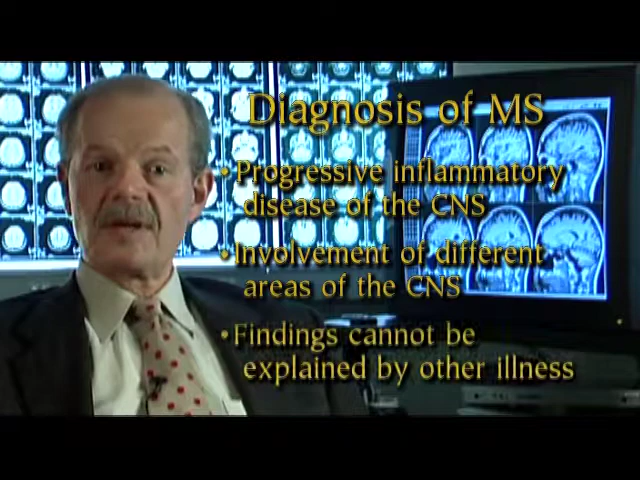 Diagnosis of MS
•Progressive inflammatory
disease of the CNS
•Involvement of different
areas of the CNS
•Findings cannot be
explained by other illness